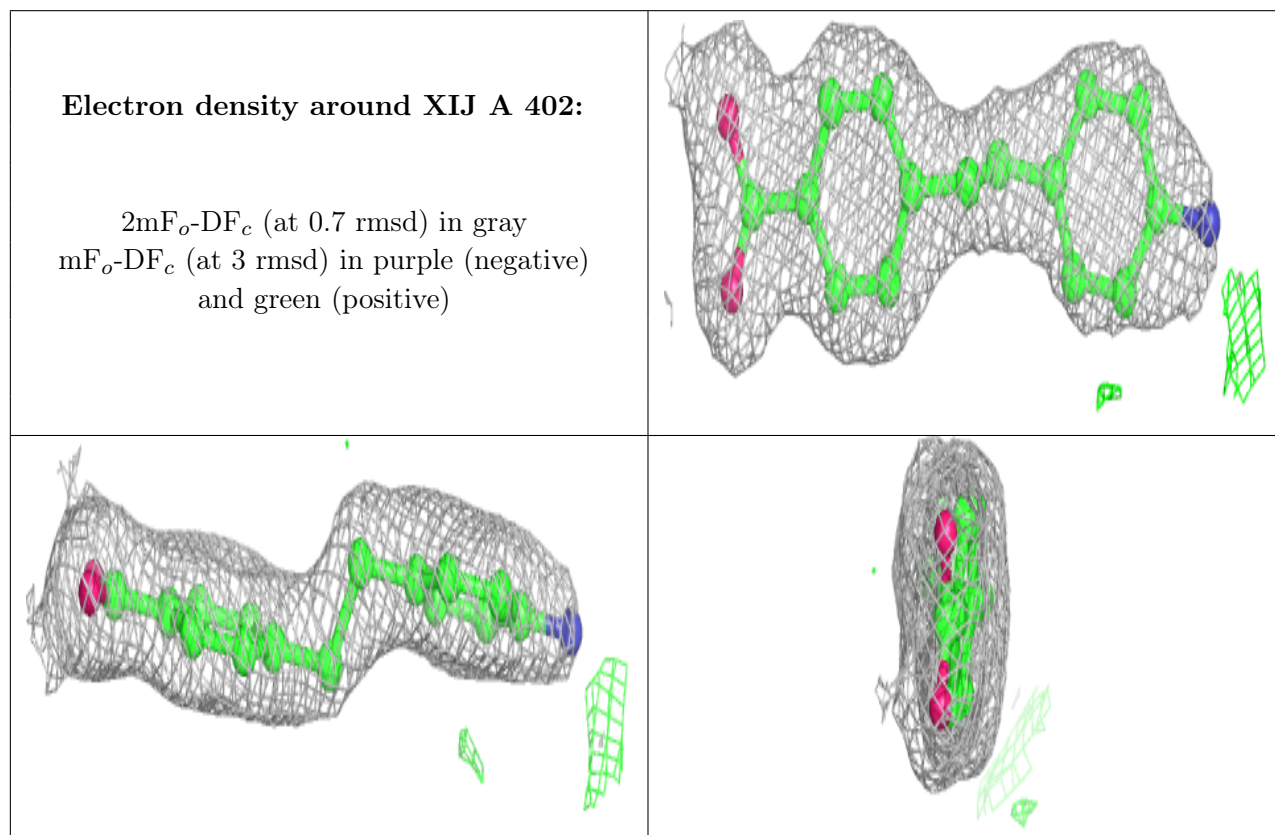 Electron density around XIJ A 402:
2mFo-DFc (at 0.7 rmsd) in gray
mFo-DFc (at 3 rmsd) in purple (negative)
and green (positive)